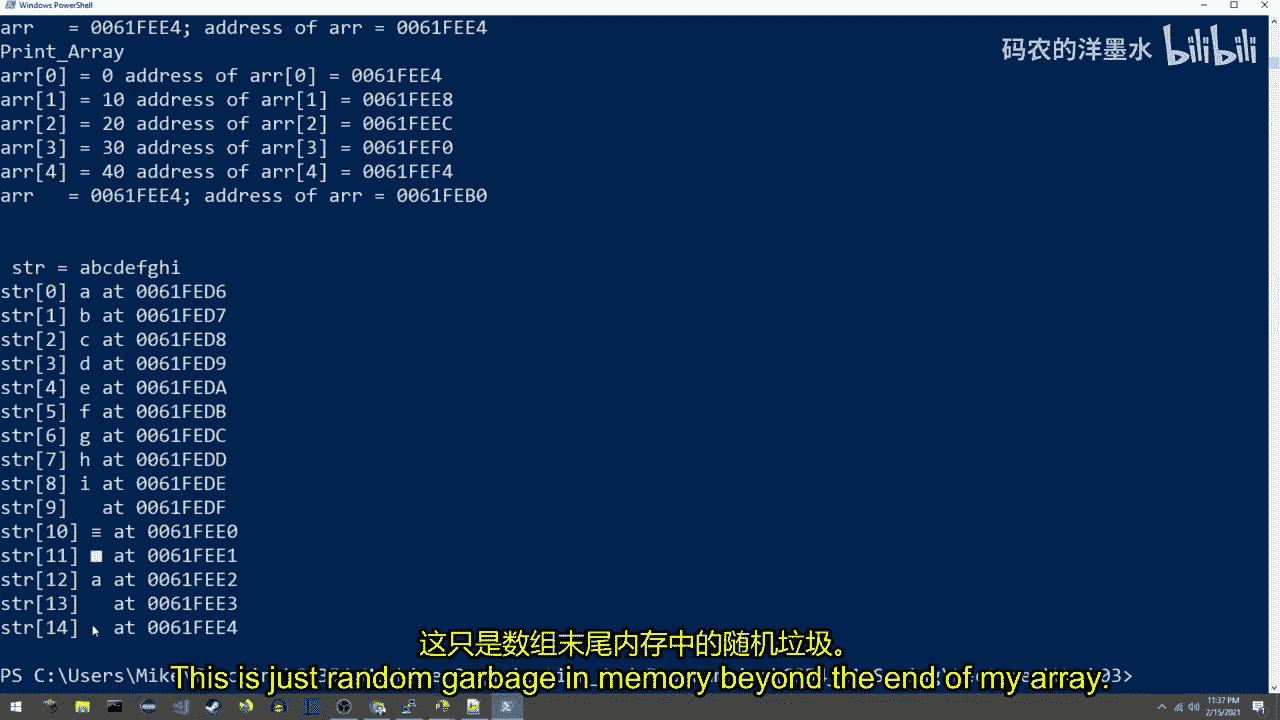 Windows PowerShell
arr   = 0061FEE4; address of arr = 0061FEE4
码农的洋墨水 bilibili
Print_Array
arr[0] = 0 address of arr[0] = 0061FEE4
arr[1] = 10 address of arr[1] = 0061FEE8
arr[2] = 20 address of arr[2] = 0061FEEC
arr[3] = 30 address of arr[3] = 0061FEF0
arr[4] = 40 address of arr[4] = 0061FEF4
arr   = 0061FEE4; address of arr = 0061FEB0
str = abcdefghi
str[0] a at 0061FED6
str[1] b at 0061FED7
str[2] c at 0061FED8
str[3] d at 0061FED9
str[4] e at 0061FEDA
str[5] f at 0061FEDB
str[6] g at 0061FEDC
str[7] h at 0061FEDD
str[8] i at 0061FEDE
str[9]   at 0061FEDF
str[10] ≡ at 0061FEE0
str[11] ■ at 0061FEE1
str[12] a at 0061FEE2
str[13]   at 0061FEE3
str[14]   at 0061FEE4
这只是数组末尾内存中的随机垃圾。
PS C:\Users\Mike
03>
This is just random garbage in memory beyond the end of my array.
11:37 PM
2/15/2021